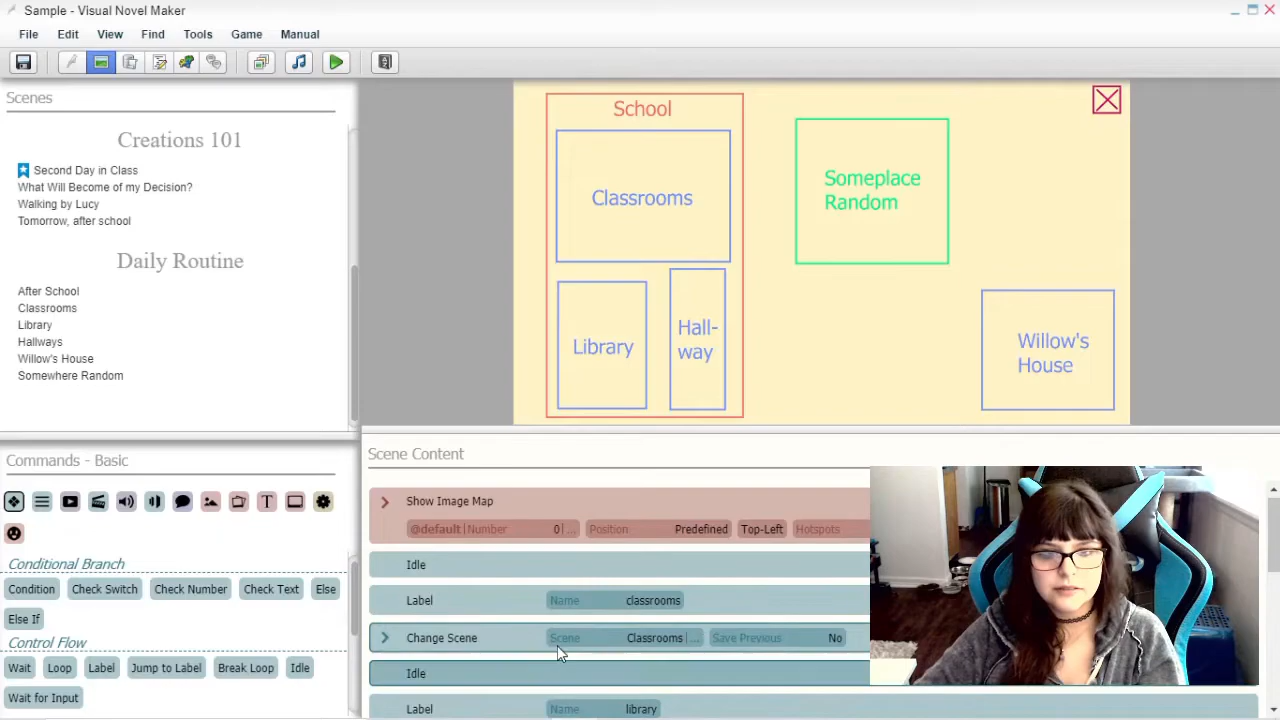 Sample - Visual Novel Maker
File Edit View Find Tools Game Manual
Scenes
Creations 101
Second Day in Class
What Will Become of my Decision?
Walking by Lucy
Tomorrow, after school
Daily Routine
After School
Classrooms
Library
Hallways
Willow's House
Somewhere Random
School
Classrooms
Library
Hall-
way
Someplace
Random
Willow's
House
Commands - Basic
Conditional Branch
Condition Check Switch Check Number Check Text Else
Else If
Control Flow
Wait Loop Label Jump to Label Break Loop Idle
Wait for Input
Scene Content
Show Image Map
@default | Number 0 | ... Position Predefined Top-Left Hotspots
Idle
Label Name classrooms
Change Scene Scene Classrooms | ... Save Previous No
Idle
Label Name library